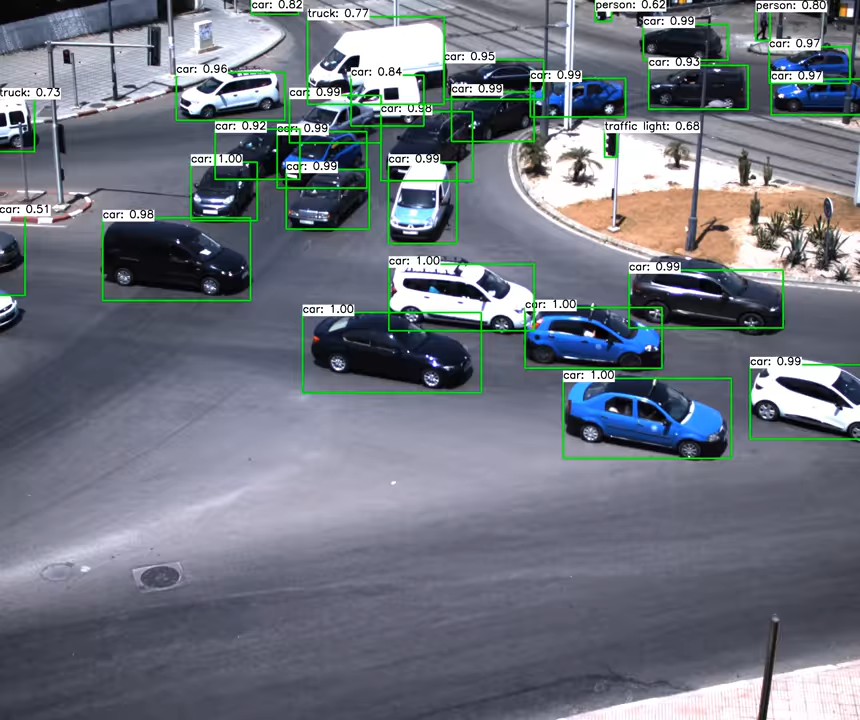 car: 0.82
person: 0.62
person: 0.80
truck: 0.77
car: 0.99
car: 0.97
car: 0.95
car: 0.96
car: 0.84
car: 0.99
car: 0.93
car: 0.97
truck: 0.73
car: 0.99
car: 0.99
car: 0.98
car: 0.92
car: 0.99
traffic light: 0.68
car: 1.00
car: 0.99
car: 0.99
car: 0.51
car: 0.98
car: 1.00
car: 0.99
car: 1.00
car: 1.00
car: 1.00
car: 0.99